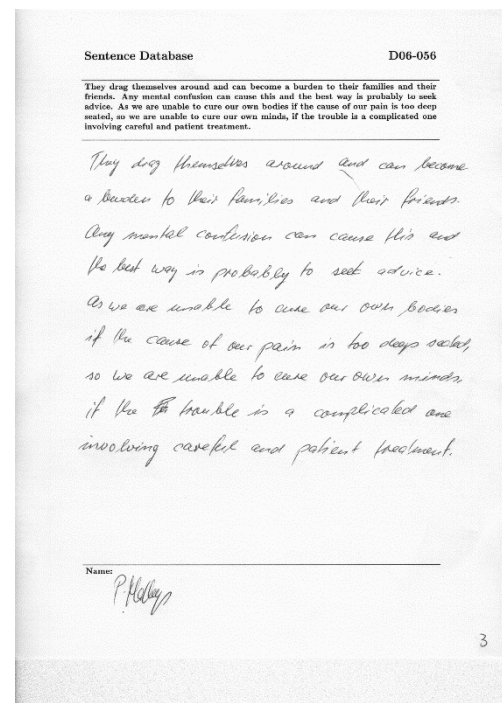 Sentence Database D06-056
They drag themselves around and can become a burden to their families and their
friends. Any mental confusion can cause this and the best way is probably to seek
advice. As we are unable to cure our own bodies if the cause of our pain is too deep
seated, so we are unable to cure our own minds, if the trouble is a complicated one
involving careful and patient treatment.
They drag themselves around and can become
a burden to their families and their friends.
Any mental confusion can cause this and
the best way is probably to seek advice.
As we are unable to cure our own bodies
if the cause of our pain is too deep seated,
so we are unable to cure our own minds,
if the trouble is a complicated one
involving careful and patient treatment.
Name:
3